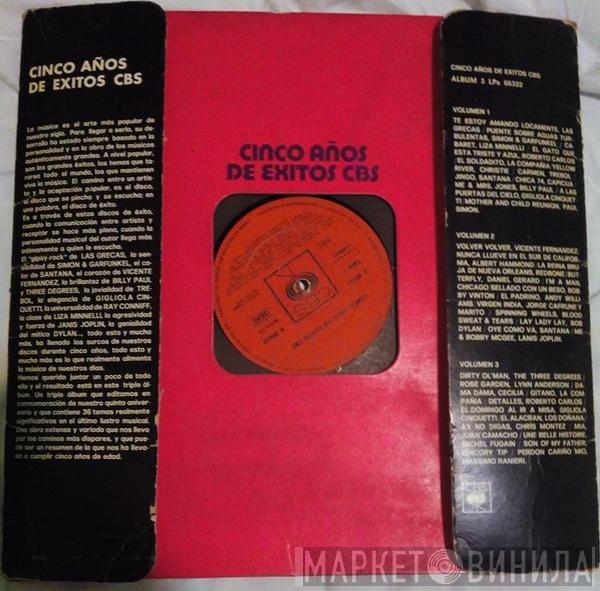 CINCO AÑOS
DE EXITOS CBS
La música es el arte más popular de
nuestro siglo. Para llegar a serlo, su de-
sarrollo ha estado siempre basado en la
personalidad y en la obra de los músicos
auténticamente grandes. A nivel popular,
son los grandes éxitos, los temas que ta-
rarea todo el mundo, los que mantienen
viva la música. El camino entre un artis-
ta y la aceptación popular, es el disco,
el disco que se pincha y se escucha; en
una palabra, el disco de éxito.
Es a través de estos discos de éxito,
cuando la comunicación entre artista y
receptor se hace más plena, cuando la
personalidad musical del autor llega más
íntimamente a quien le escucha.
El "gipsy-rock" de LAS GRECAS, la sen-
sibilidad de SIMON & GARFUNKEL, el ca-
lor de SANTANA, el corazón de VICENTE
FERNANDEZ, la brillantez de BILLY PAUL
y THREE DEGREES, la jovialidad de TRE-
BOL, la elegancia de GIGLIOLA CIN-
QUETTI, la universalidad de RAY CONNIFF,
la clase de LIZA MINNELLI, la agresividad
y fuerza de JANIS JOPLIN, la genialidad
del mítico DYLAN... todo esto y mucho
más, ha llenado los surcos de nuestros
discos durante cinco años, todo esto y
mucho más es lo que realmente alimenta
la música de nuestros días.
Hemos querido juntar un poco de todo
ello y el resultado está en este triple ál-
bum. Un triple álbum que editamos en
conmemoración de nuestro quinto aniver-
sario y que contiene 36 temas realmente
significativos en el último lustro musical.
Una obra extensa y variada que nos lleva
por los caminos más dispares, y que pue-
de ser un resumen de lo que nos ha lleva-
do a cumplir cinco años de edad.
CINCO AÑOS
DE EXITOS CBS
CBS
CINCO AÑOS DE EXITOS CBS
ALBUM 3 LPs 66322
VOLUMEN 1
TE ESTOY AMANDO LOCAMENTE, LAS
GRECAS / PUENTE SOBRE AGUAS TUR-
BULENTAS, SIMON & GARFUNKEL / CA-
BARET, LIZA MINNELLI / EL GATO QUE
ESTA TRISTE Y AZUL, ROBERTO CARLOS
/ EL SOLDADITO, LA COMPAÑIA / YELLOW
RIVER, CHRISTIE / CARMEN, TREBOL /
JINGO, SANTANA / CHICA 74, CAPICUA
/ ME & MRS. JONES, BILLY PAUL / A LAS
PUERTAS DEL CIELO, GIGLIOLA CINQUET-
TI / MOTHER AND CHILD REUNION, PAUL
SIMON.
VOLUMEN 2
VOLVER VOLVER, VICENTE FERNANDEZ /
NUNCA LLUEVE EN EL SUR DE CALIFOR-
NIA, ALBERT HAMMOND / LA REINA BRU-
JA DE NUEVA ORLEANS, REDBONE / BUT-
TERFLY, DANIEL GERARD / I'M A MAN,
CHICAGO / SELLADO CON UN BESO, BOB-
BY VINTON / EL PADRINO, ANDY WILLI-
AMS / VIRGEN INDIA, JORGE CAFRUNE Y
MARITO / SPINNING WHEELS, BLOOD
SWEAT & TEARS / LAY LADY LAY, BOB
DYLAN / OYE COMO VA, SANTANA / ME
& BOBBY MCGEE, JANIS JOPLIN.
VOLUMEN 3
DIRTY OL'MAN, THE THREE DEGREES /
ROSE GARDEN, LYNN ANDERSON / DA-
MA DAMA, CECILIA / GITANO, LA COM-
PAÑIA / DETALLES, ROBERTO CARLOS /
EL DOMINGO AL IR A MISA, GIGLIOLA
CINQUETTI / EL ALACRAN, LOS DOÑANA /
AY NO DIGAS, CHRIS MONTEZ / MIA,
JUAN CAMACHO / UNE BELLE HISTOIRE,
MICHEL FUGAIN / SON OF MY FATHER,
CHICORY TIP / PERDON CARIÑO MIO,
MASSIMO RANIERI.
МАРКЕТ ВИНИЛА